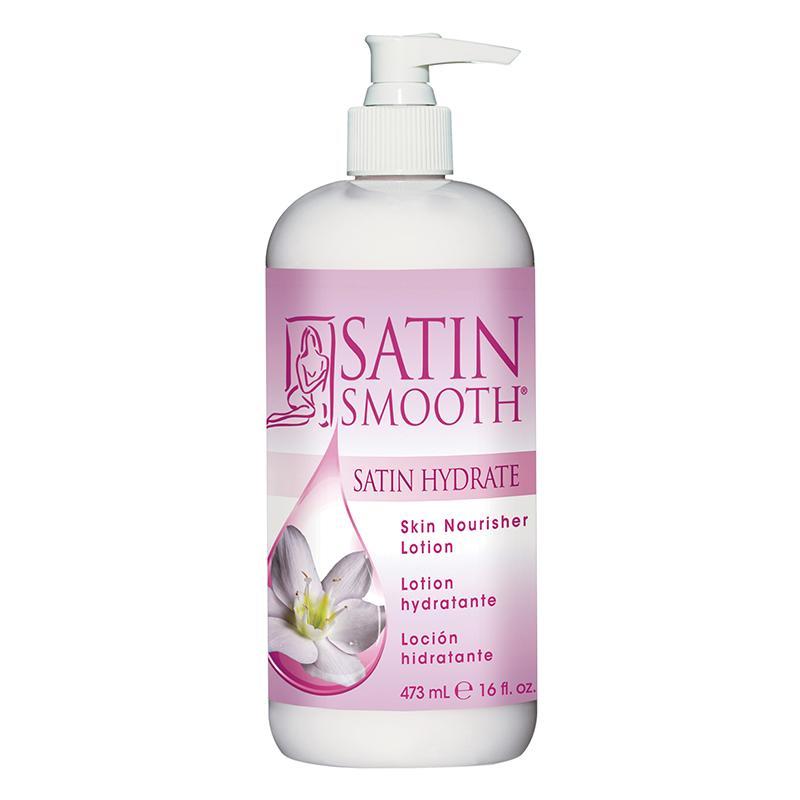 SATIN
SMOOTH®
SATIN HYDRATE
Skin Nourisher
Lotion
Lotion
hydratante
Loción
hidratante
473 mL ℮ 16 fl. oz.